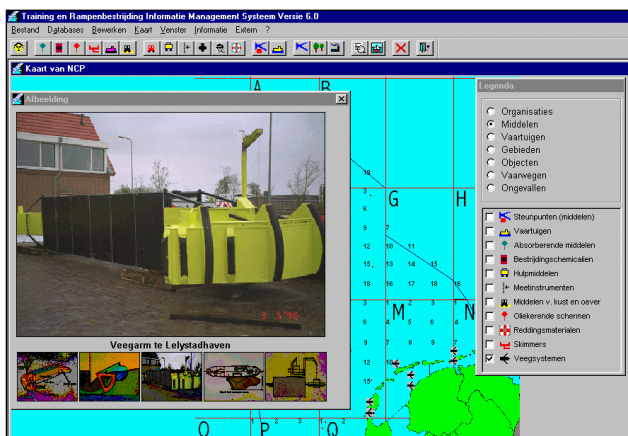 Training en Rampenbestrijding Informatie Management Systeem Versie 6.0
Bestand Databases Bewerken Kaart Venster Informatie Extern ?
Kaart van NCP
Afbeelding
Veegarm te Lelystadhaven
A B
G H
M N
O P Q
Legenda
Organisaties
Middelen
Vaartuigen
Gebieden
Objecten
Vaarwegen
Ongevallen
Steunpunten (middelen)
Vaartuigen
Absorberende middelen
Bestrijdingschemicalien
Hulpmiddelen
Meetinstrumenten
Middelen v. kust en oever
Oliekerende schermen
Reddingsmaterialen
Skimmers
Veegsystemen